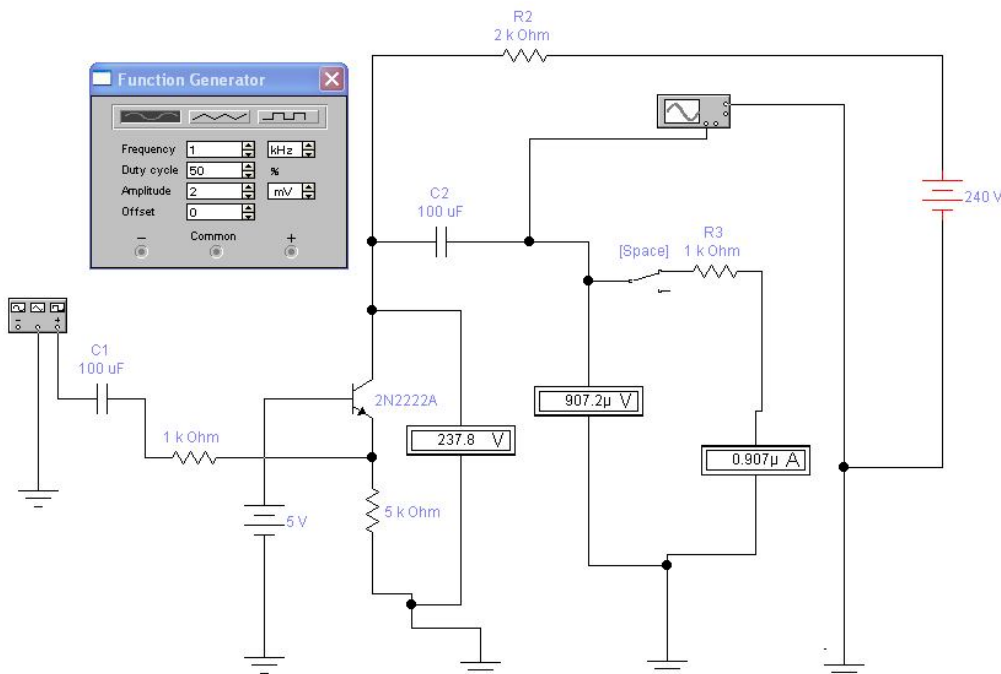 R2
2 k Ohm
Function Generator
Frequency 1 kHz
Duty cycle 50 %
Amplitude 2 mV
Offset 0
− Common +
C2
100 uF
240 V
[Space]
R3
1 k Ohm
− +
C1
100 uF
2N2222A
907.2µ V
1 k Ohm
237.8 V
0.907µ A
5 V
5 k Ohm